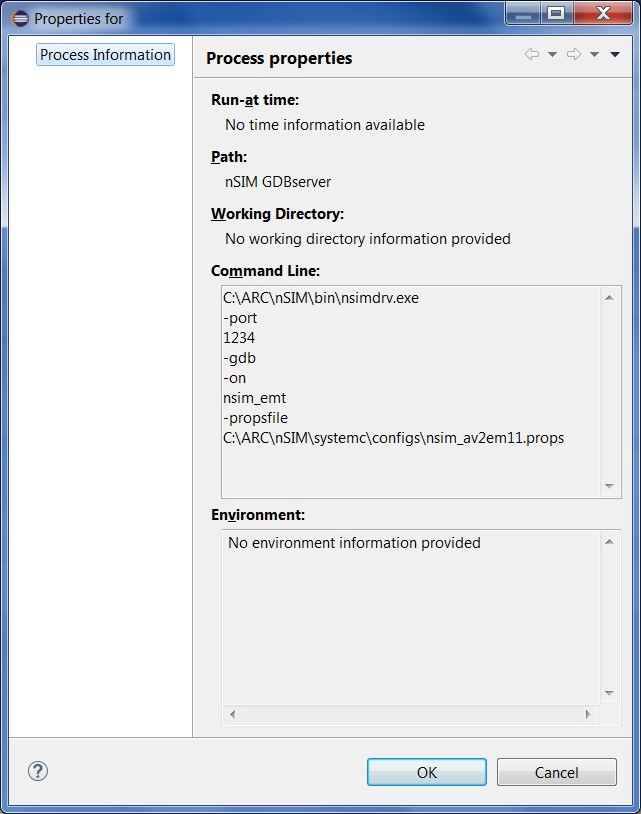 Properties for
Process Information
Process properties
Run-at time:
No time information available
Path:
nSIM GDBserver
Working Directory:
No working directory information provided
Command Line:
C:\ARC\nSIM\bin\nsimdrv.exe
-port
1234
-gdb
-on
nsim_emt
-propsfile
C:\ARC\nSIM\systemc\configs\nsim_av2em11.props
Environment:
No environment information provided
?
OK
Cancel